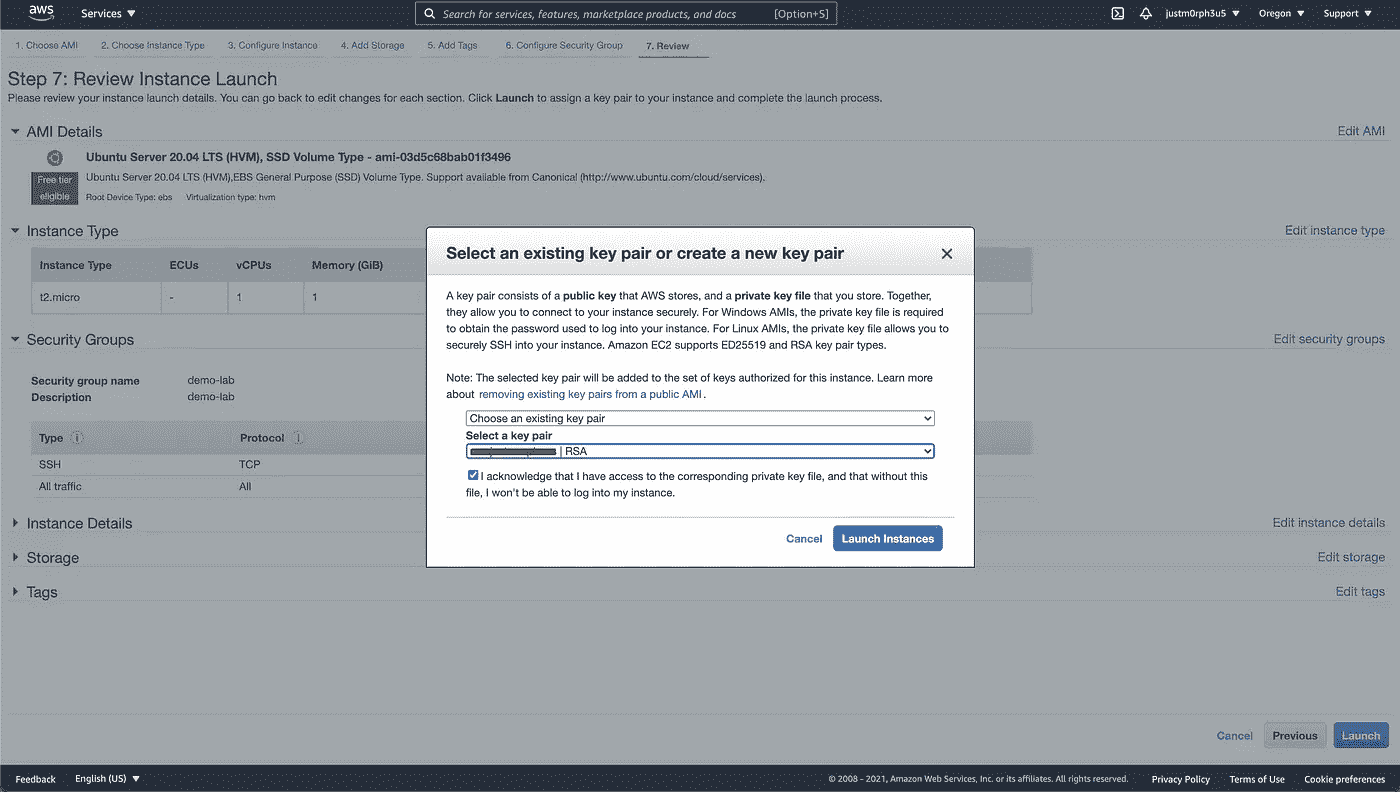 aws Services Search for services, features, marketplace products, and docs [Option+S] justm0rph3u5 Oregon Support
1. Choose AMI 2. Choose Instance Type 3. Configure Instance 4. Add Storage 5. Add Tags 6. Configure Security Group 7. Review
Step 7: Review Instance Launch
Please review your instance launch details. You can go back to edit changes for each section. Click Launch to assign a key pair to your instance and complete the launch process.
AMI Details Edit AMI
Ubuntu Server 20.04 LTS (HVM), SSD Volume Type - ami-03d5c68bab01f3496
Free tier eligible
Ubuntu Server 20.04 LTS (HVM),EBS General Purpose (SSD) Volume Type. Support available from Canonical (http://www.ubuntu.com/cloud/services).
Root Device Type: ebs Virtualization type: hvm
Instance Type Edit instance type
Instance Type ECUs vCPUs Memory (GiB)
t2.micro - 1 1
Security Groups Edit security groups
Security group name demo-lab
Description demo-lab
Type Protocol
SSH TCP
All traffic All
Instance Details Edit instance details
Storage Edit storage
Tags Edit tags
Select an existing key pair or create a new key pair
A key pair consists of a public key that AWS stores, and a private key file that you store. Together,
they allow you to connect to your instance securely. For Windows AMIs, the private key file is required
to obtain the password used to log into your instance. For Linux AMIs, the private key file allows you to
securely SSH into your instance. Amazon EC2 supports ED25519 and RSA key pair types.
Note: The selected key pair will be added to the set of keys authorized for this instance. Learn more
about removing existing key pairs from a public AMI.
Choose an existing key pair
Select a key pair
| RSA
I acknowledge that I have access to the corresponding private key file, and that without this
file, I won't be able to log into my instance.
Cancel Launch Instances
Cancel Previous Launch
Feedback English (US) © 2008 - 2021, Amazon Web Services, Inc. or its affiliates. All rights reserved. Privacy Policy Terms of Use Cookie preferences